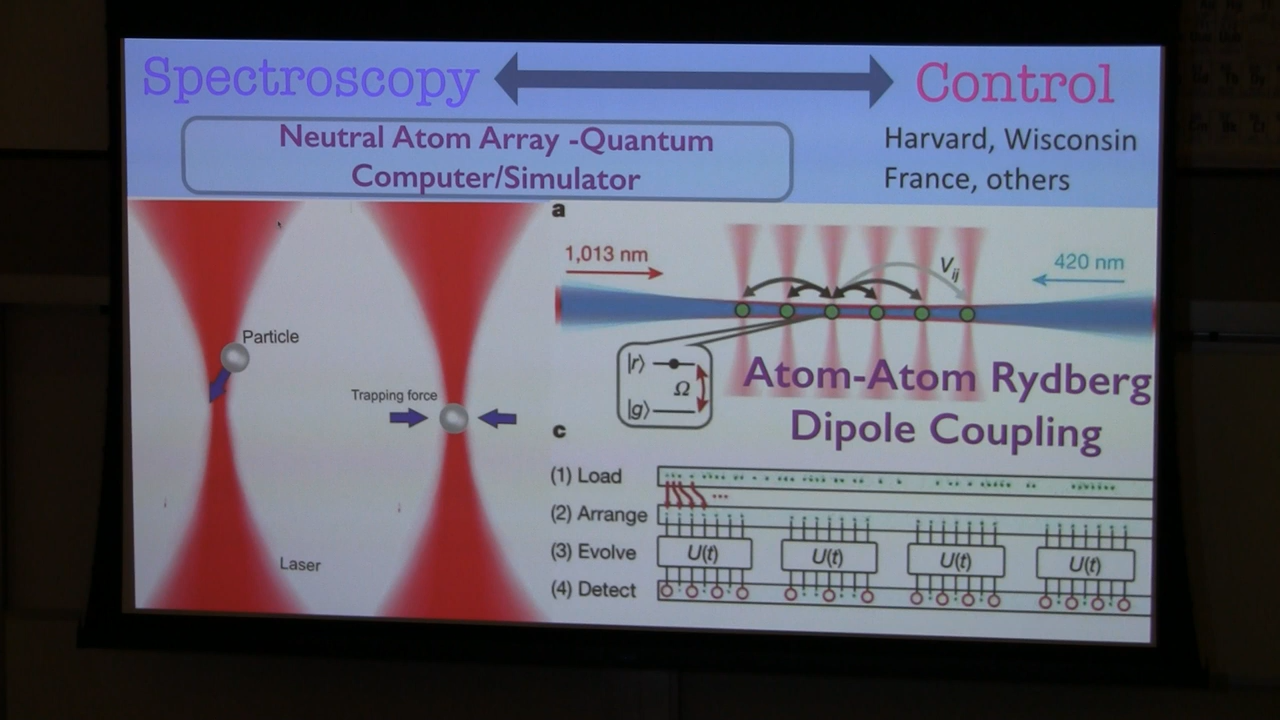 Spectroscopy
Control
Neutral Atom Array -Quantum
Computer/Simulator
Harvard, Wisconsin
France, others
Particle
Trapping force
Laser
a
1,013 nm
420 nm
Vij
|r⟩
Ω
|g⟩
Atom-Atom Rydberg
Dipole Coupling
c
(1) Load
(2) Arrange
(3) Evolve
U(t) U(t) U(t) U(t)
(4) Detect